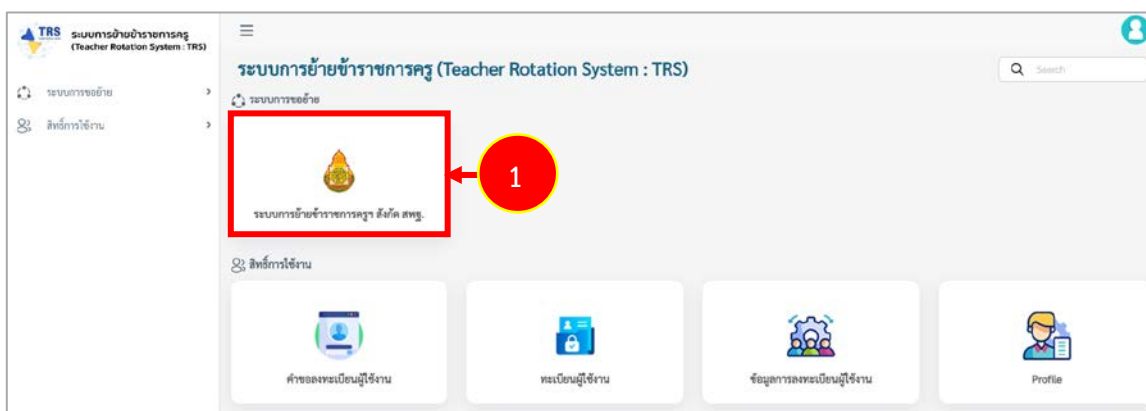 TRS ระบบการย้ายข้าราชการครู
(Teacher Rotation System : TRS)
ระบบการย้ายข้าราชการครู (Teacher Rotation System : TRS)
Search
ระบบการขอย้าย
สิทธิ์การใช้งาน
ระบบการขอย้าย
1
ระบบการย้ายข้าราชการครูฯ สังกัด สพฐ.
สิทธิ์การใช้งาน
คำขอลงทะเบียนผู้ใช้งาน
ทะเบียนผู้ใช้งาน
ข้อมูลการลงทะเบียนผู้ใช้งาน
Profile